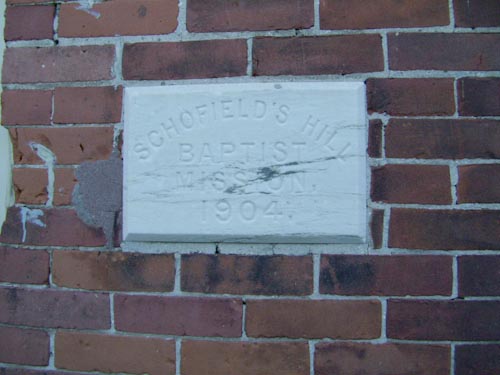 SCHOFIELD'S HILL
BAPTIST
MISSION,
1904.